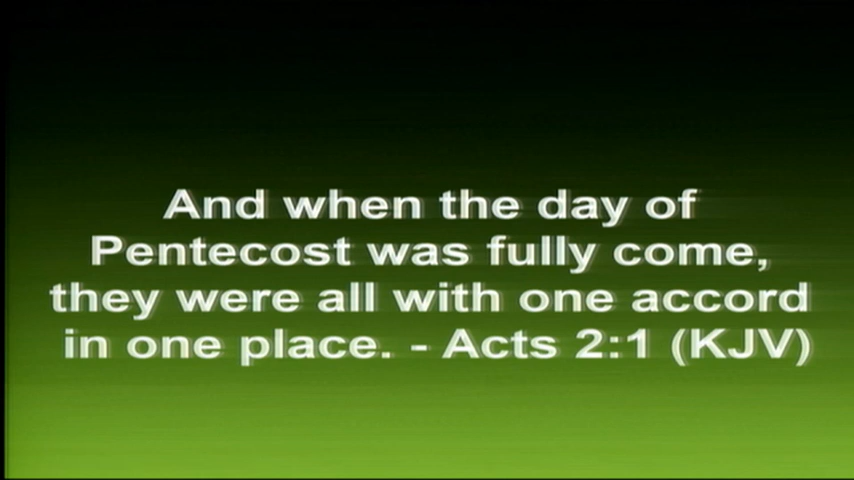 And when the day of
Pentecost was fully come,
they were all with one accord
in one place. - Acts 2:1 (KJV)